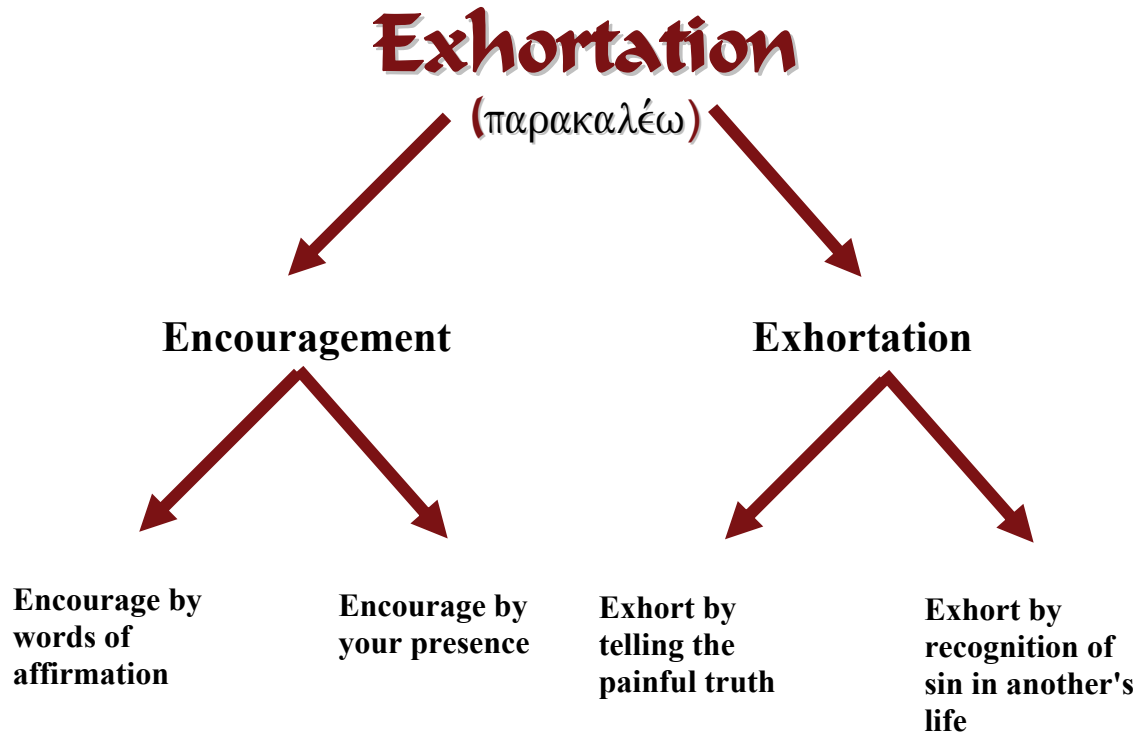 Exhortation
(παρακαλέω)
Encouragement
Exhortation
Encourage by
words of
affirmation
Encourage by
your presence
Exhort by
telling the
painful truth
Exhort by
recognition of
sin in another's
life